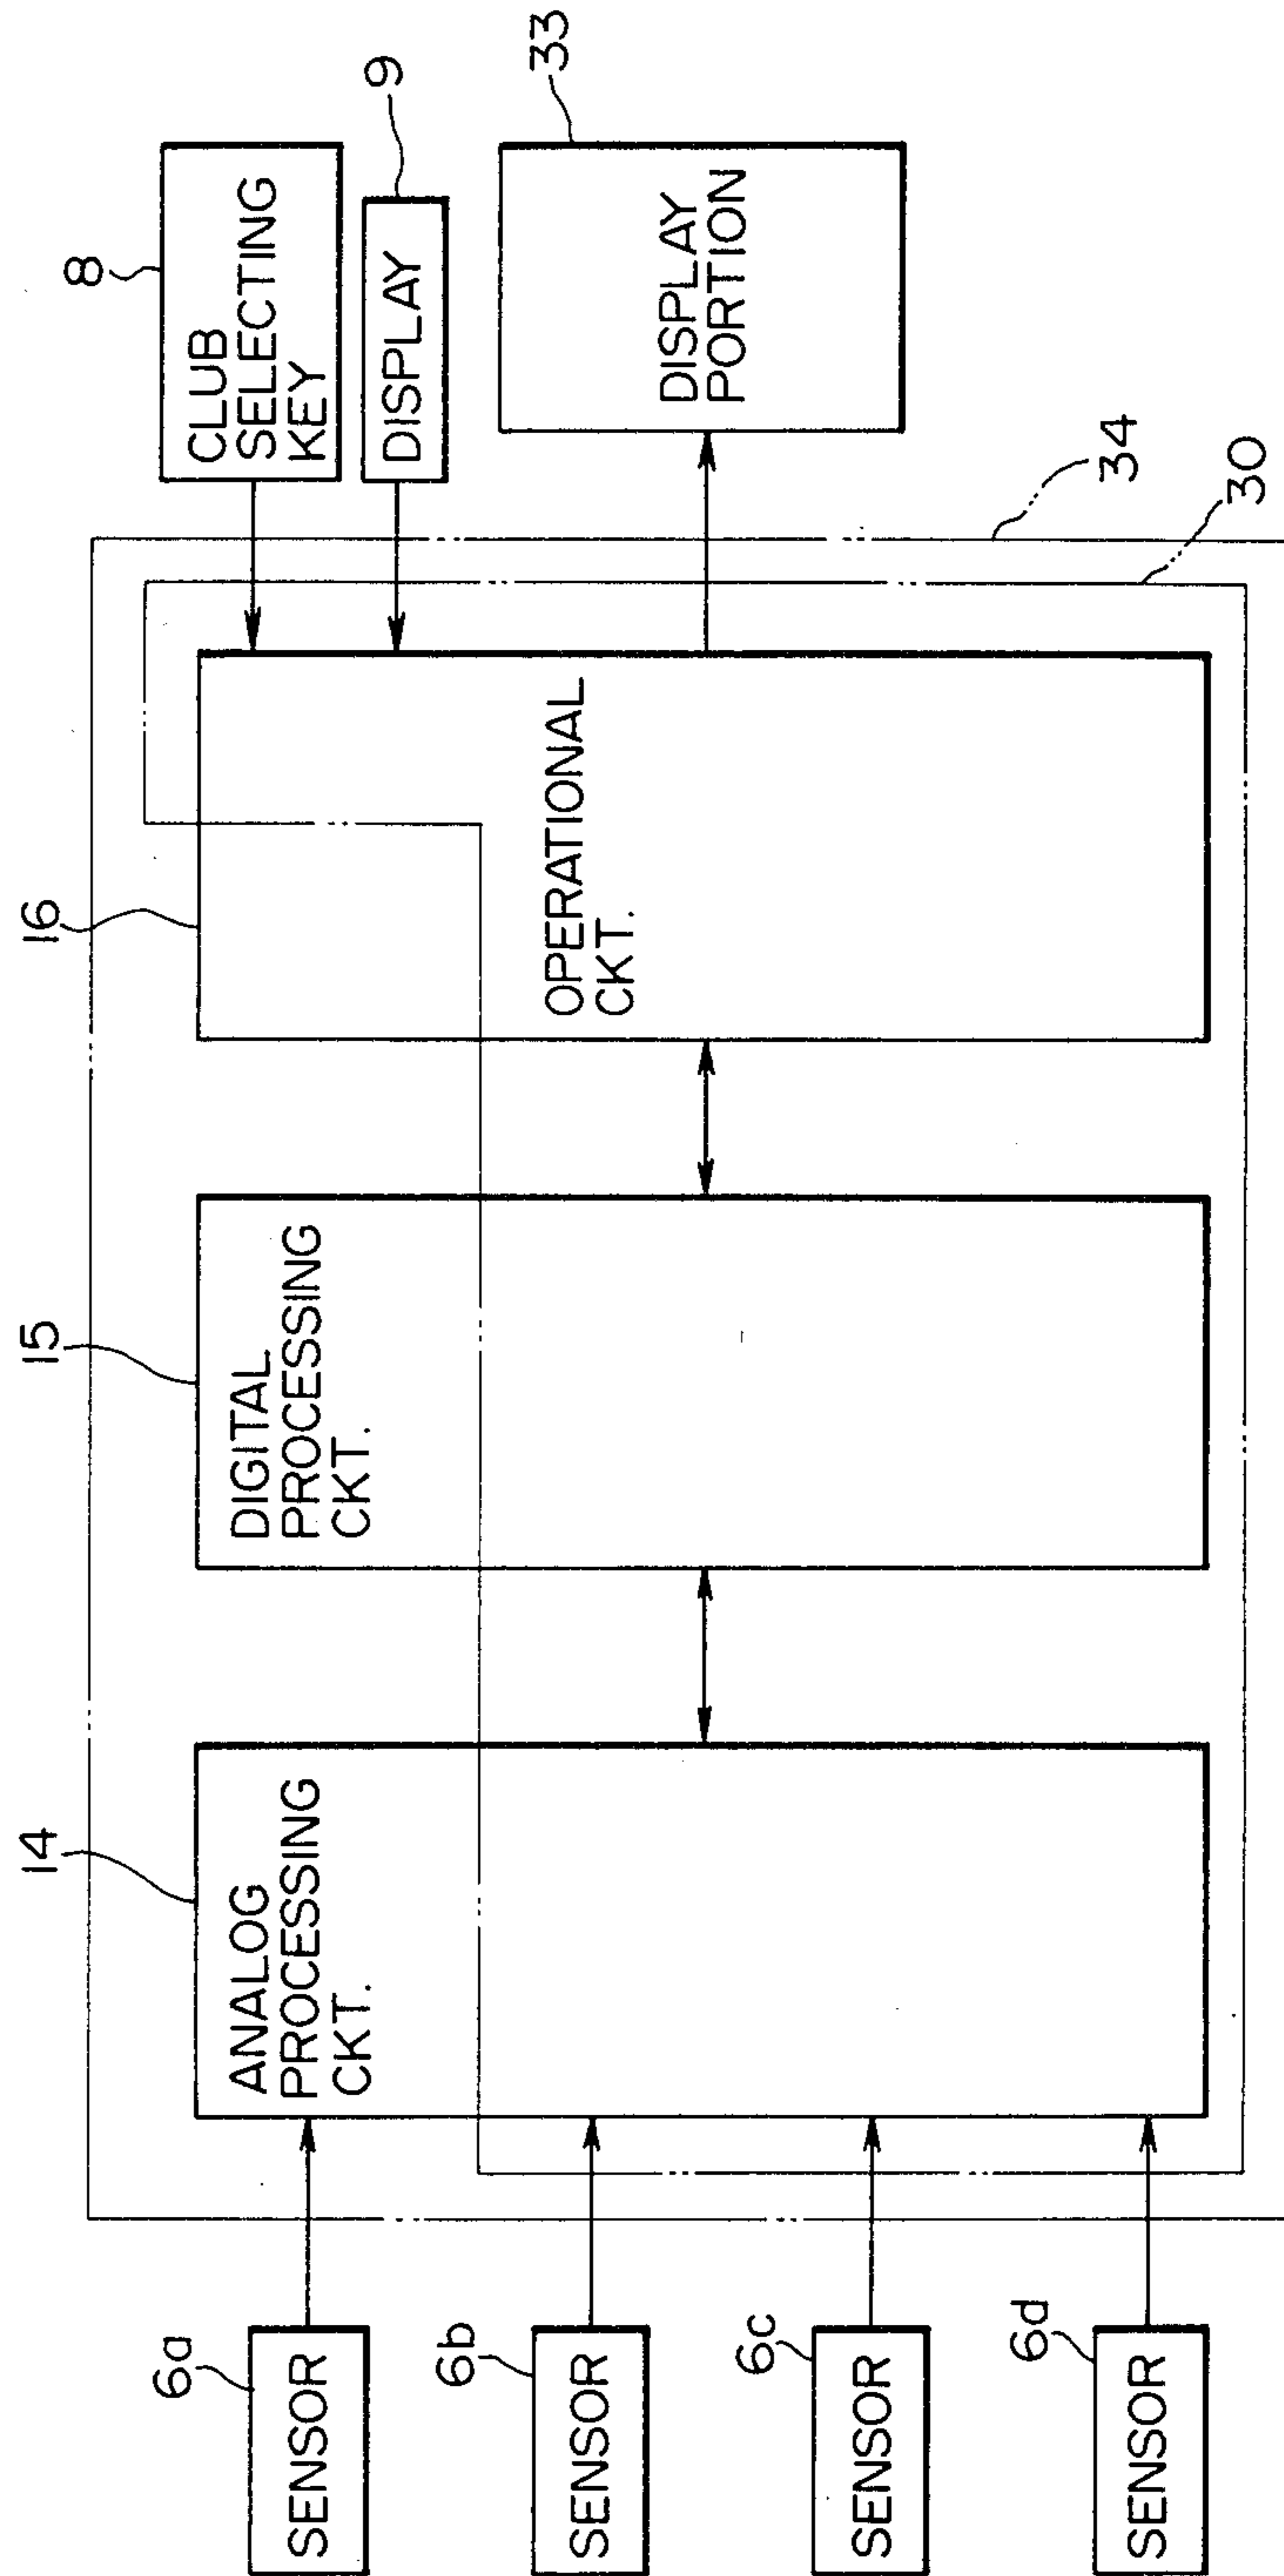 6a
SENSOR
6b
SENSOR
6c
SENSOR
6d
SENSOR
14
ANALOG
PROCESSING
CKT.
15
DIGITAL
PROCESSING
CKT.
16
OPERATIONAL
CKT.
8
CLUB
SELECTING
KEY
9
DISPLAY
33
DISPLAY
PORTION
34
30